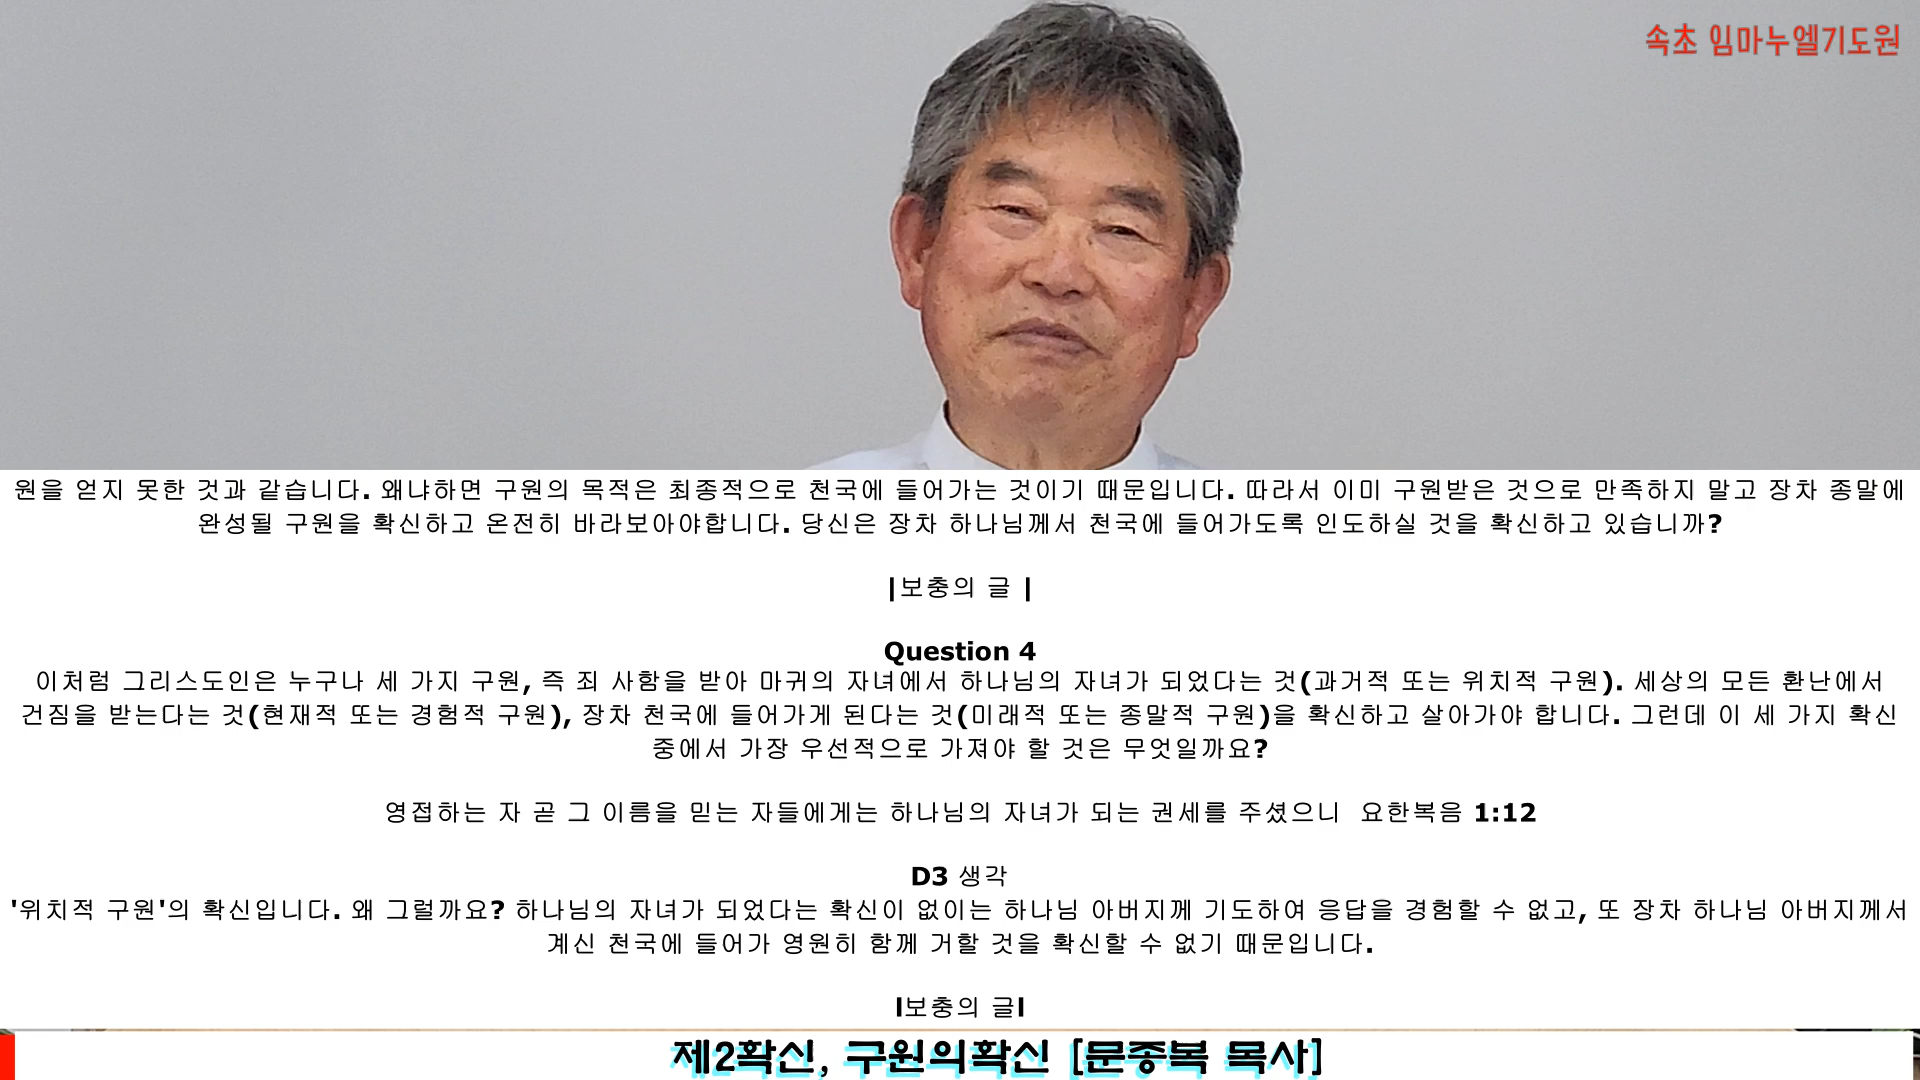 속초 임마누엘기도원
원을 얻지 못한 것과 같습니다. 왜냐하면 구원의 목적은 최종적으로 천국에 들어가는 것이기 때문입니다. 따라서 이미 구원받은 것으로 만족하지 말고 장차 종말에
완성될 구원을 확신하고 온전히 바라보아야합니다. 당신은 장차 하나님께서 천국에 들어가도록 인도하실 것을 확신하고 있습니까?
|보충의 글 |
Question 4
이처럼 그리스도인은 누구나 세 가지 구원, 즉 죄 사함을 받아 마귀의 자녀에서 하나님의 자녀가 되었다는 것(과거적 또는 위치적 구원). 세상의 모든 환난에서
건짐을 받는다는 것(현재적 또는 경험적 구원), 장차 천국에 들어가게 된다는 것(미래적 또는 종말적 구원)을 확신하고 살아가야 합니다. 그런데 이 세 가지 확신
중에서 가장 우선적으로 가져야 할 것은 무엇일까요?
영접하는 자 곧 그 이름을 믿는 자들에게는 하나님의 자녀가 되는 권세를 주셨으니 요한복음 1:12
D3 생각
'위치적 구원'의 확신입니다. 왜 그럴까요? 하나님의 자녀가 되었다는 확신이 없이는 하나님 아버지께 기도하여 응답을 경험할 수 없고, 또 장차 하나님 아버지께서
계신 천국에 들어가 영원히 함께 거할 것을 확신할 수 없기 때문입니다.
l보충의 글l
제2확신, 구원의확신 [문종복 목사]